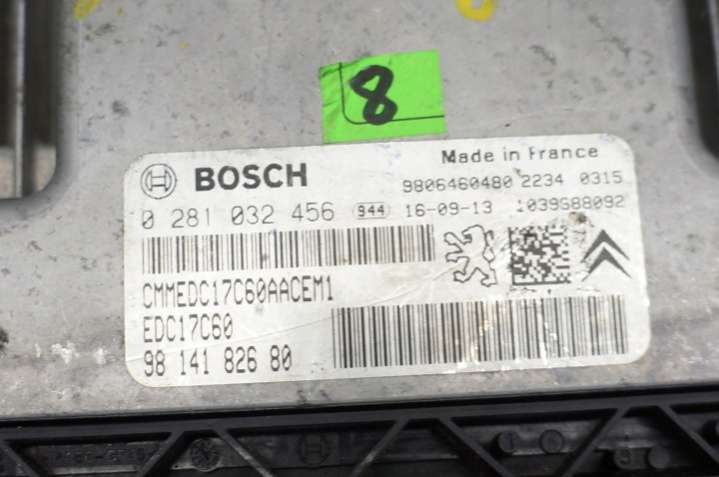 8
Made in France
BOSCH
9806460480 2234 0315
0 281 032 456 944 16-09-13 1039S88092
CMMEDC17C60AACEM1
EDC17C60
98 141 826 80